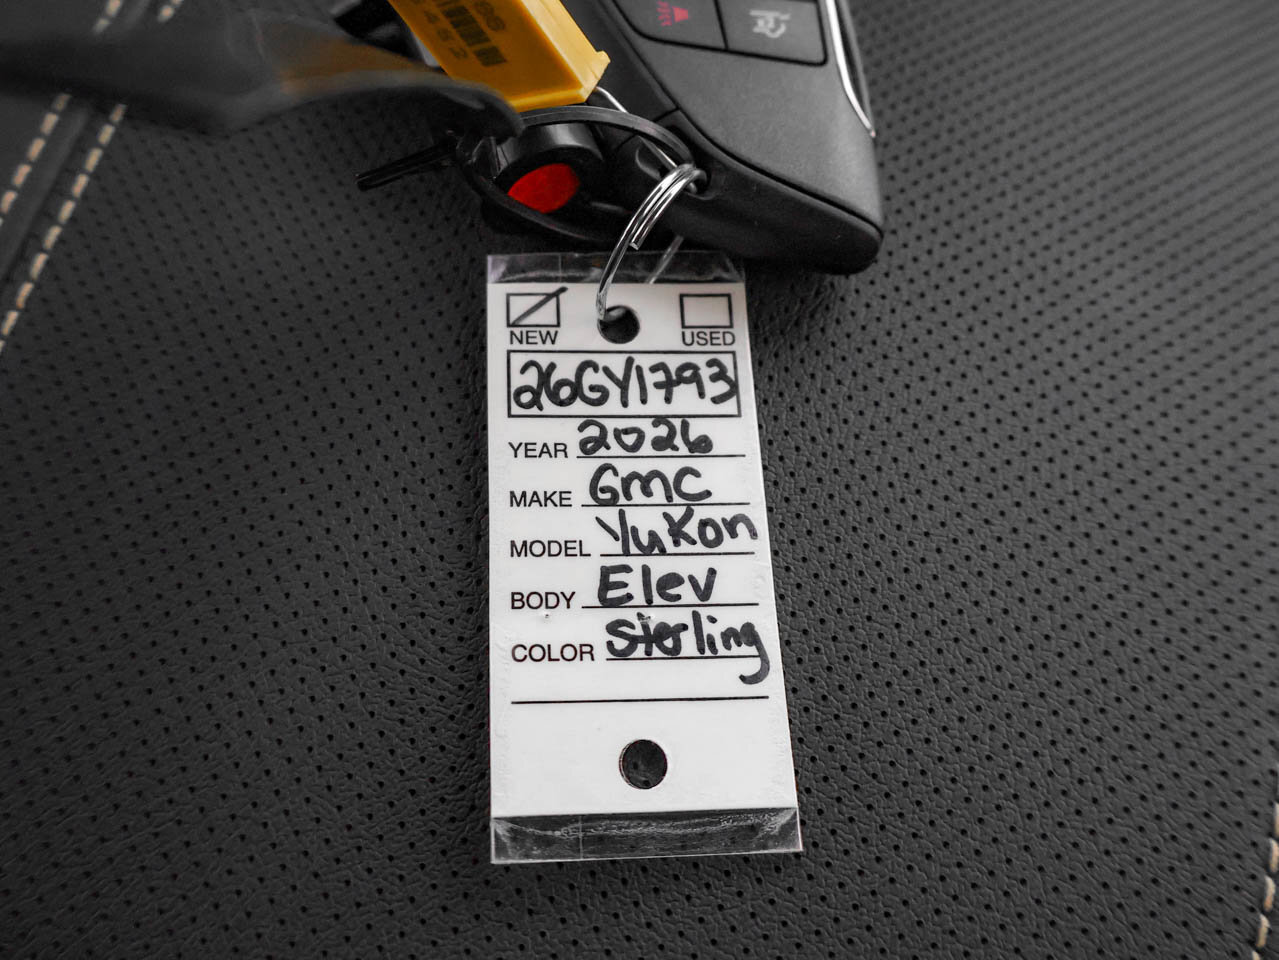 NEW USED
26GY1793
YEAR 2026
MAKE GMC
MODEL Yukon
BODY Elev
COLOR Sterling